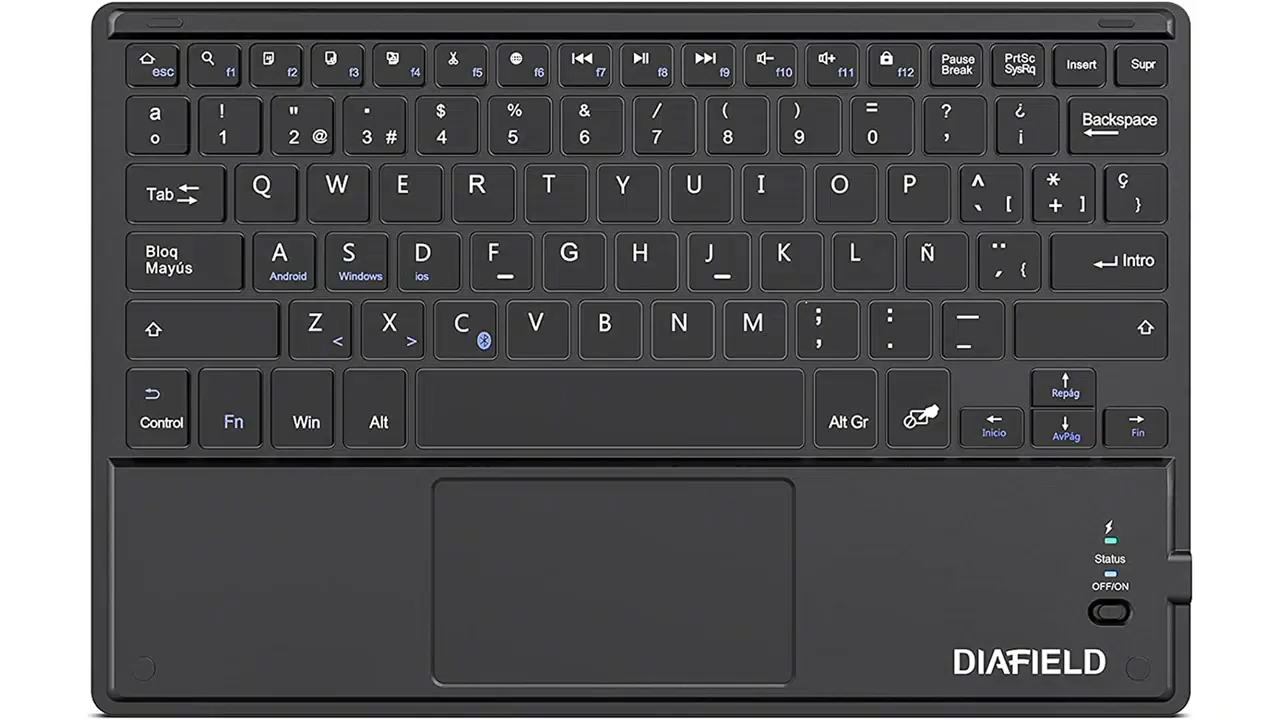 esc f1 f2 f3 f4 f5 f6 f7 f8 f9 f10 f11 f12 Pause Break PrtSc SysRq Insert Supr
a ! " · $ % & / ( ) = ? ¿ Backspace
o 1 2 @ 3 # 4 5 6 7 8 9 0 ' ¡
Tab Q W E R T Y U I O P ^ ` [ * + ] ç }
Bloq Mayús A Android S Windows D ios F G H J K L Ñ ¨ ´ { Intro
Z < X > C V B N M ; , : . — –
Control Fn Win Alt Alt Gr
Repág
Inicio AvPág Fin
Status
OFF/ON
DIAFIELD